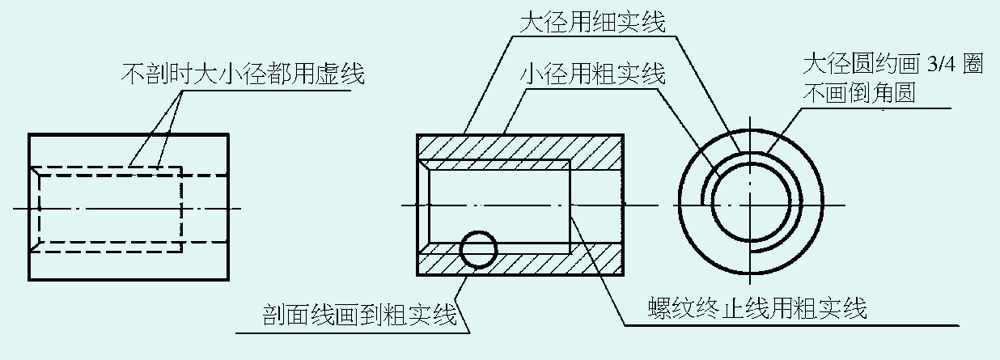 大径用细实线
不剖时大小径都用虚线
小径用粗实线
大径圆约画 3/4 圈
不画倒角圆
剖面线画到粗实线
螺纹终止线用粗实线